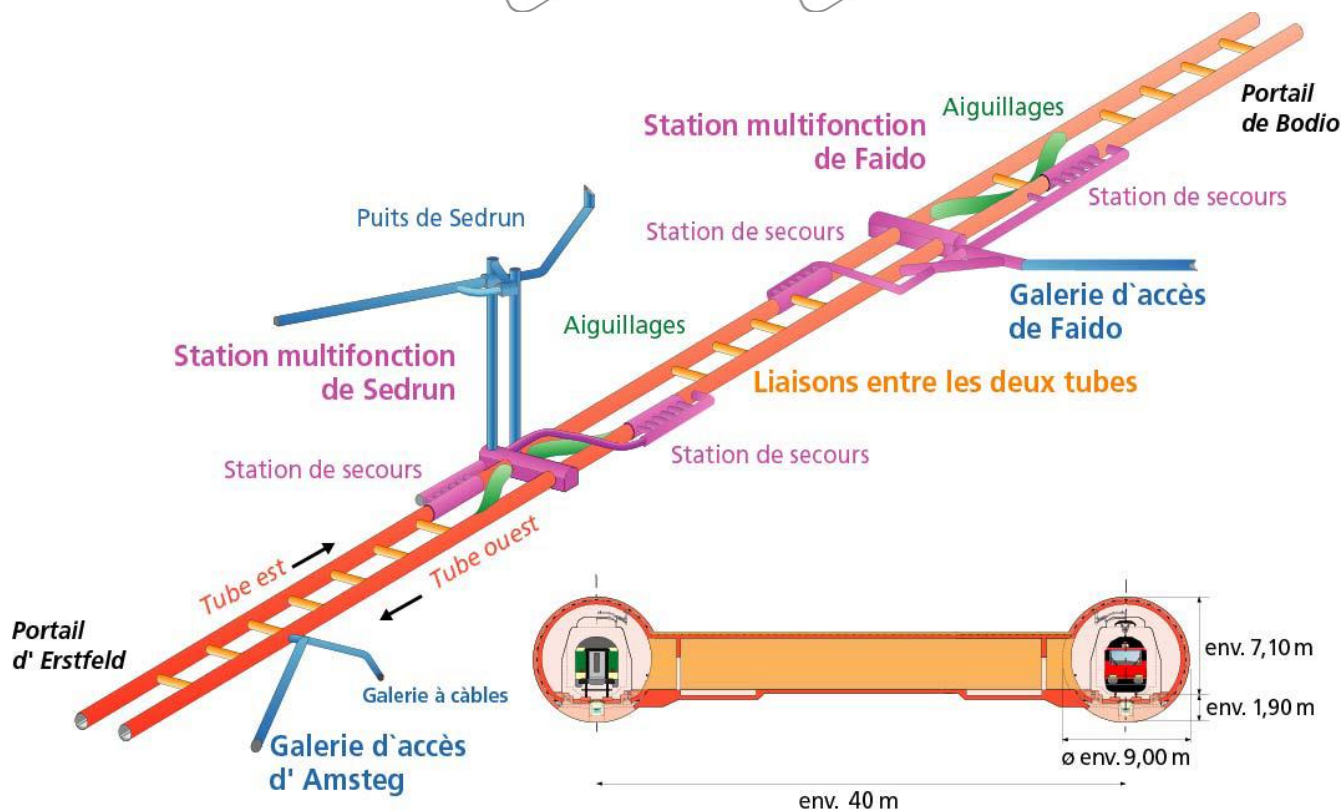 Aiguillages
Portail
de Bodio
Station multifonction
de Faido
Station de secours
Puits de Sedrun
Station de secours
Galerie d`accès
de Faido
Aiguillages
Station multifonction
de Sedrun
Liaisons entre les deux tubes
Station de secours
Station de secours
Tube est
Tube ouest
Portail
d' Erstfeld
Galerie à càbles
Galerie d`accès
d' Amsteg
env. 7,10 m
env. 1,90 m
ø env. 9,00 m
env. 40 m